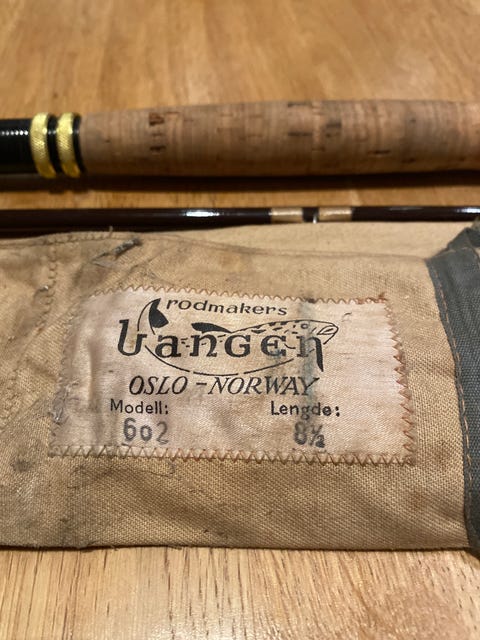 rodmakers
Vangen
OSLO - NORWAY
Modell: Lengde:
602 8½